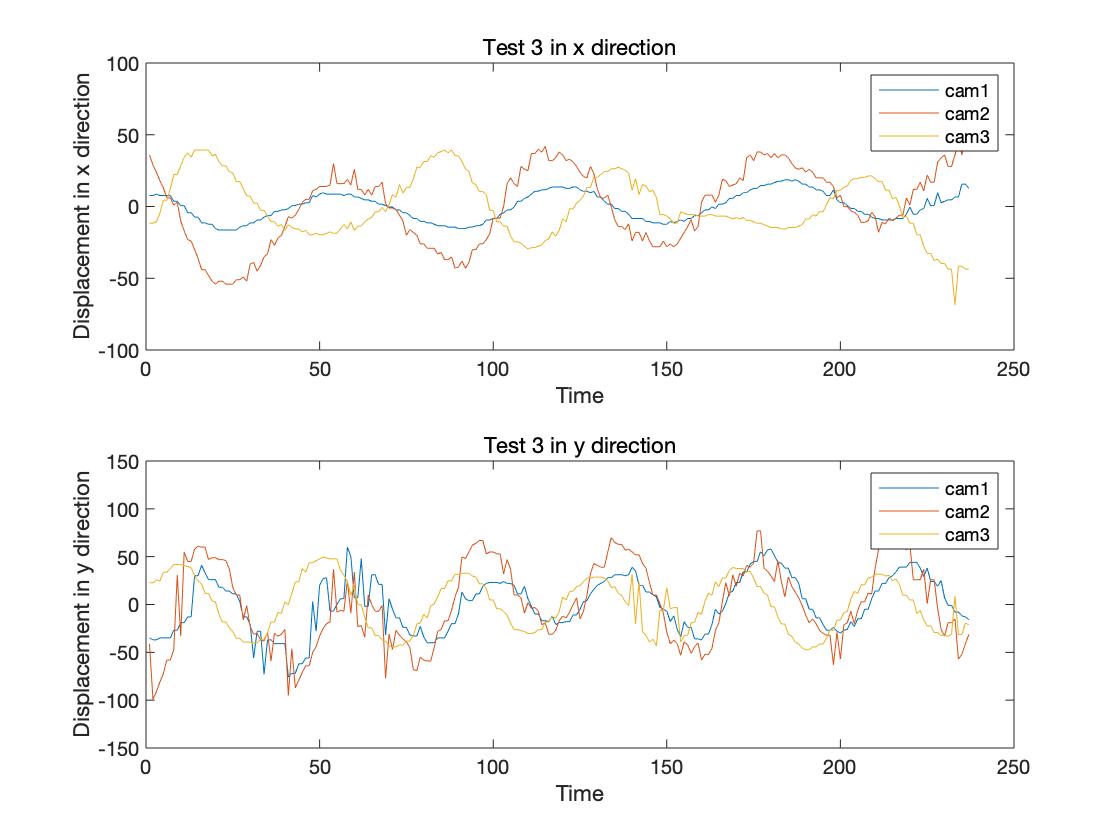 Test 3 in x direction
Displacement in x direction
100
50
0
-50
-100
cam1
cam2
cam3
0 50 100 150 200 250
Time
Test 3 in y direction
Displacement in y direction
150
100
50
0
-50
-100
-150
cam1
cam2
cam3
0 50 100 150 200 250
Time